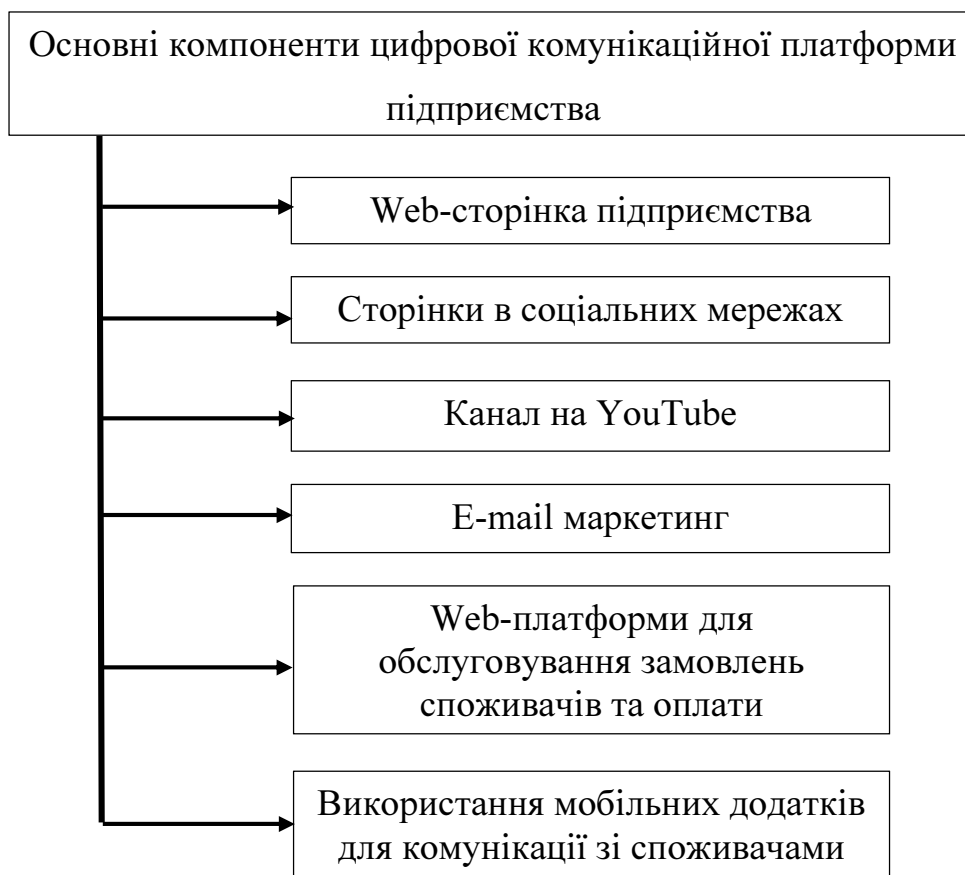 Основні компоненти цифрової комунікаційної платформи
підприємства
Web-сторінка підприємства
Сторінки в соціальних мережах
Канал на YouTube
E-mail маркетинг
Web-платформи для
обслуговування замовлень
споживачів та оплати
Використання мобільних додатків
для комунікації зі споживачами